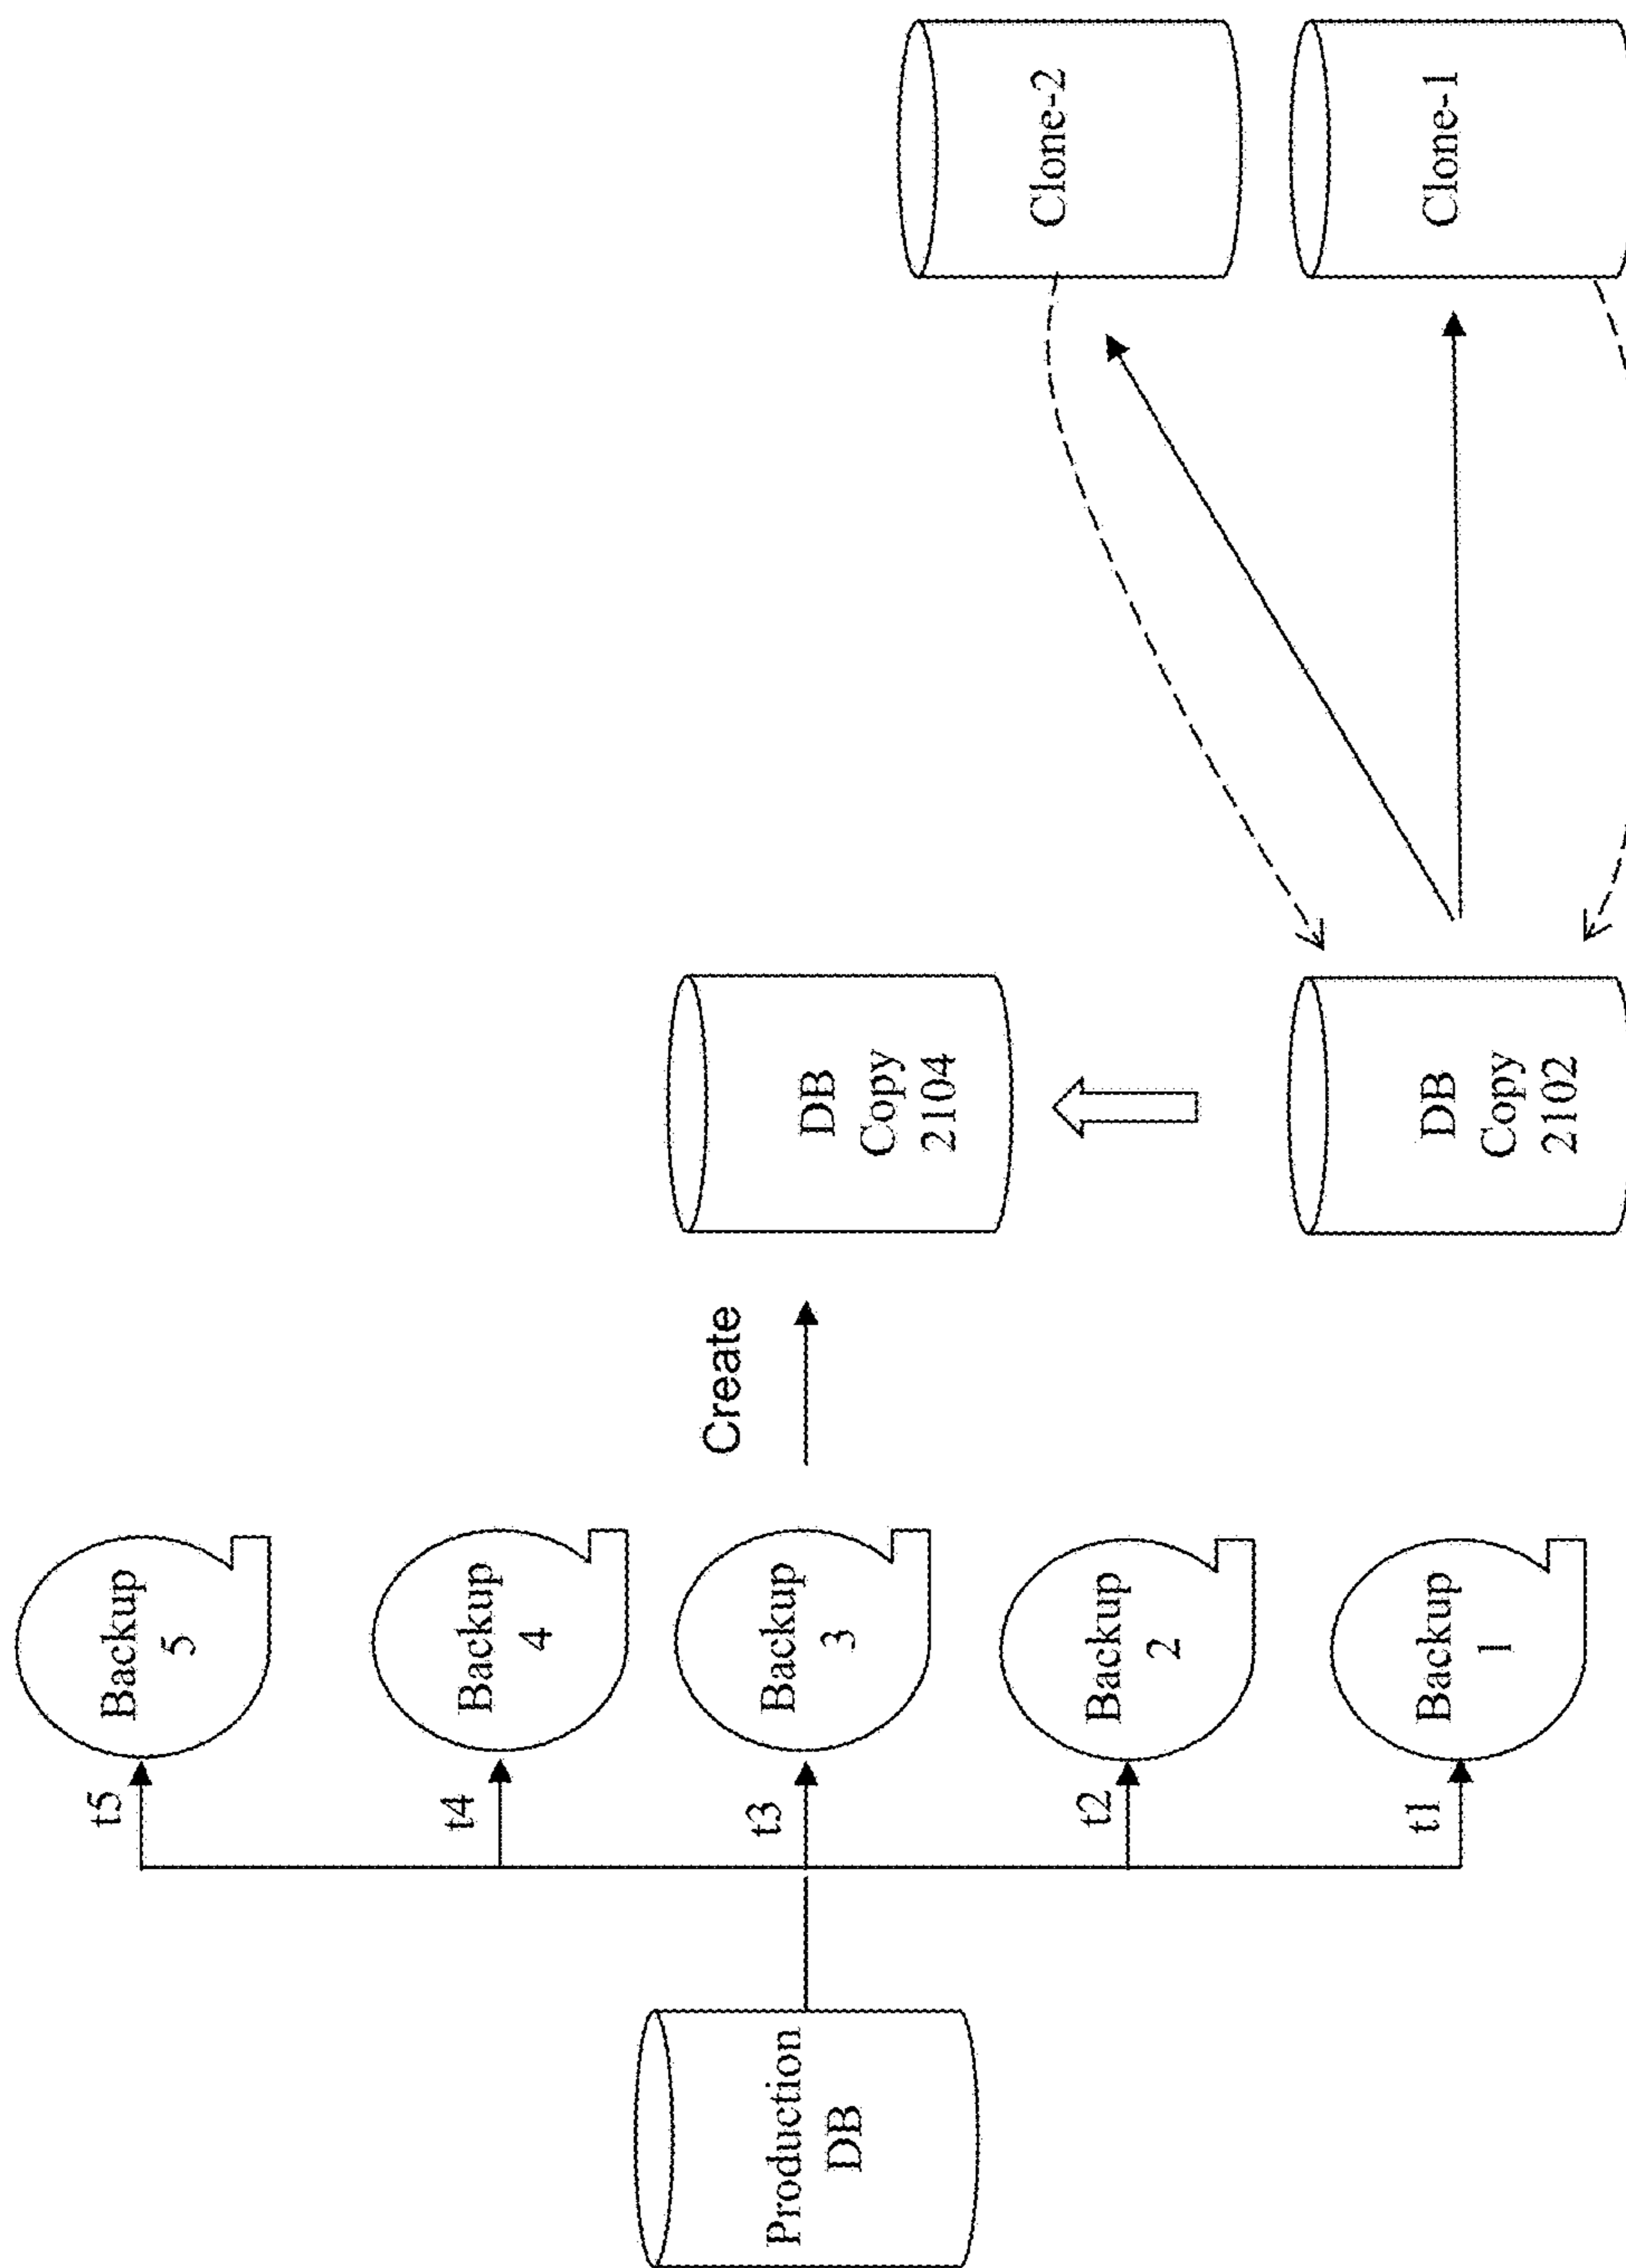 t5
Backup
5
t4
Backup
4
Production
DB
t3
Backup
3
Create
DB
Copy
2104
t2
Backup
2
Clone-2
t1
Backup
1
DB
Copy
2102
Clone-1